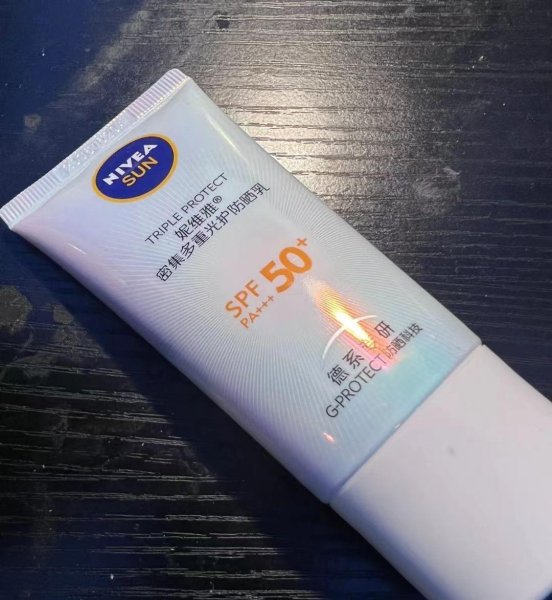 NIVEA
SUN
TRIPLE PROTECT
妮维雅®
密集多重光护防晒乳
SPF 50+
PA+++
德系专研
G-PROTECT防晒科技